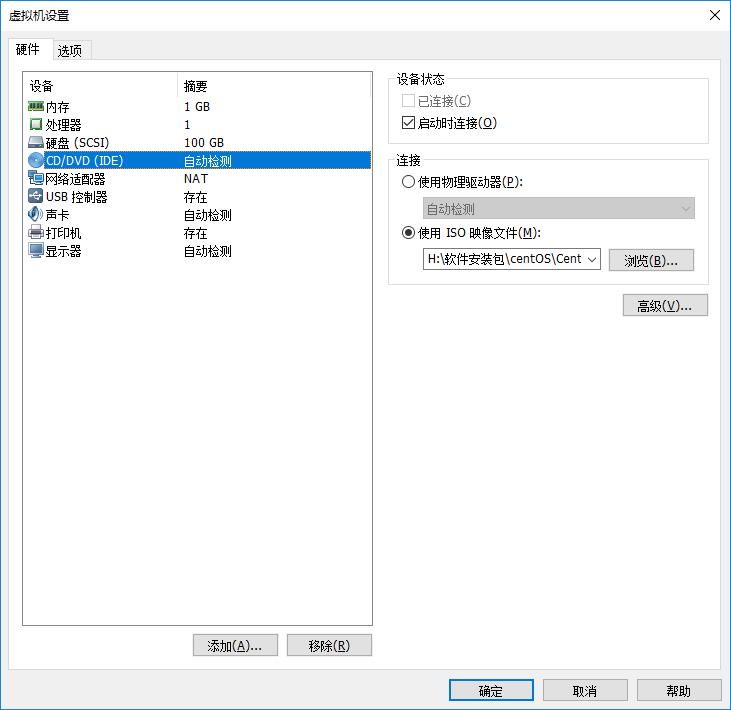 虚拟机设置
硬件 选项
设备 摘要
内存 1 GB
处理器 1
硬盘 (SCSI) 100 GB
CD/DVD (IDE) 自动检测
网络适配器 NAT
USB 控制器 存在
声卡 自动检测
打印机 存在
显示器 自动检测
添加(A)... 移除(R)
设备状态
已连接(C)
启动时连接(O)
连接
使用物理驱动器(P):
自动检测
使用 ISO 映像文件(M):
H:\软件安装包\centOS\Cent 浏览(B)...
高级(V)...
确定 取消 帮助